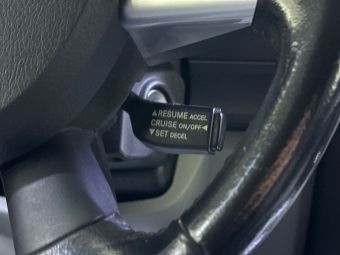 ▲RESUME ACCEL
CRUISE ON/OFF◀
▼SET DECEL